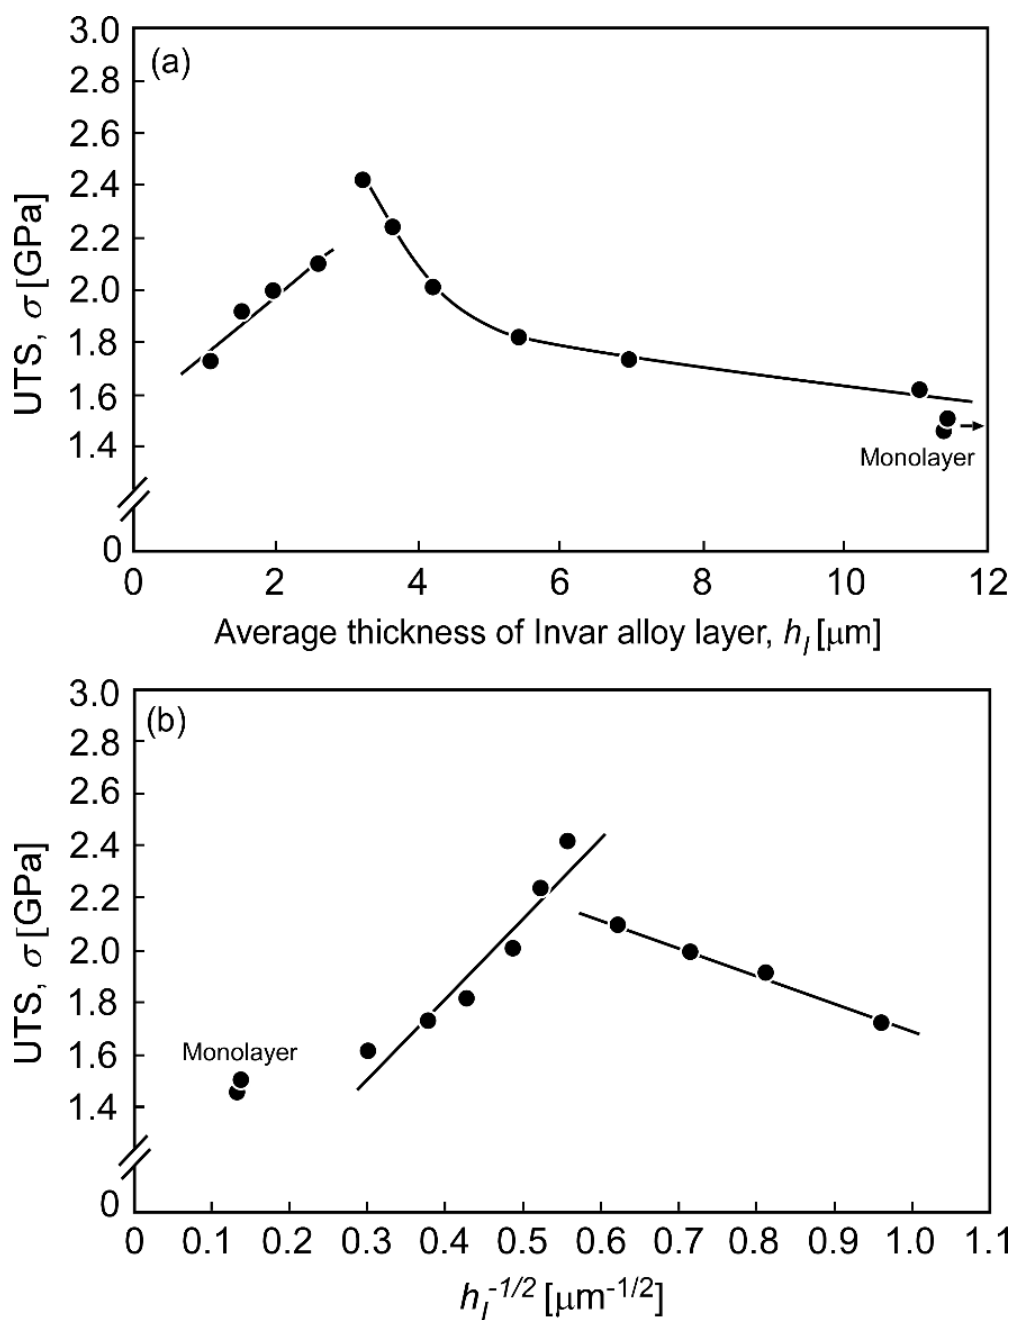 (a)
3.0
2.8
2.6
2.4
2.2
2.0
1.8
1.6
1.4
0
UTS, σ [GPa]
Monolayer
0 2 4 6 8 10 12
Average thickness of Invar alloy layer, h_I [μm]
(b)
3.0
2.8
2.6
2.4
2.2
2.0
1.8
1.6
1.4
0
UTS, σ [GPa]
Monolayer
0 0.1 0.2 0.3 0.4 0.5 0.6 0.7 0.8 0.9 1.0 1.1
h_I^-1/2 [μm^-1/2]